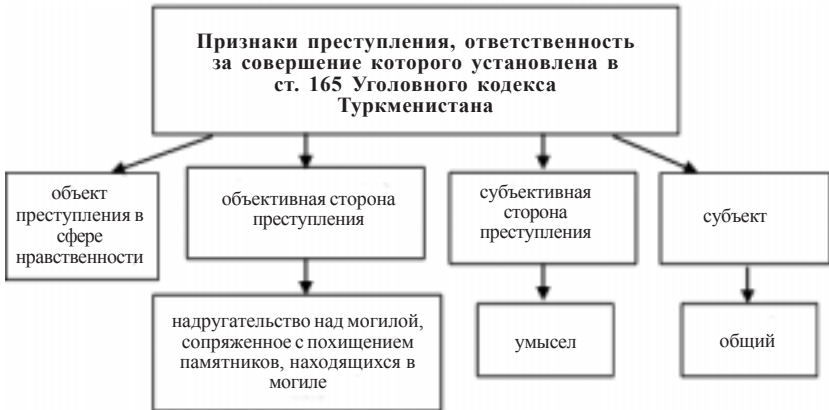 Признаки преступления, ответственность
за совершение которого установлена в
ст. 165 Уголовного кодекса
Туркменистана
объект
преступления в
сфере
нравственности
объективная сторона
преступления
субъективная
сторона
преступления
субъект
надругательство над могилой,
сопряженное с похищением
памятников, находящихся в
могиле
умысел
общий